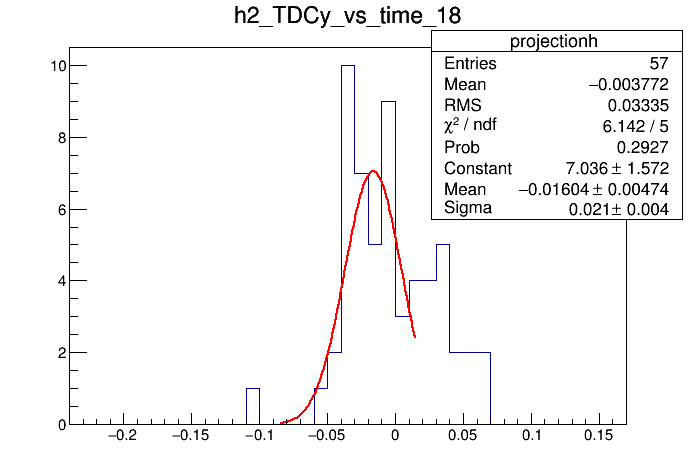 h2_TDCy_vs_time_18
projectionh
Entries 57
Mean −0.003772
RMS 0.03335
χ² / ndf 6.142 / 5
Prob 0.2927
Constant 7.036 ± 1.572
Mean −0.01604 ± 0.00474
Sigma 0.021 ± 0.004
10
8
6
4
2
0
−0.2 −0.15 −0.1 −0.05 0 0.05 0.1 0.15